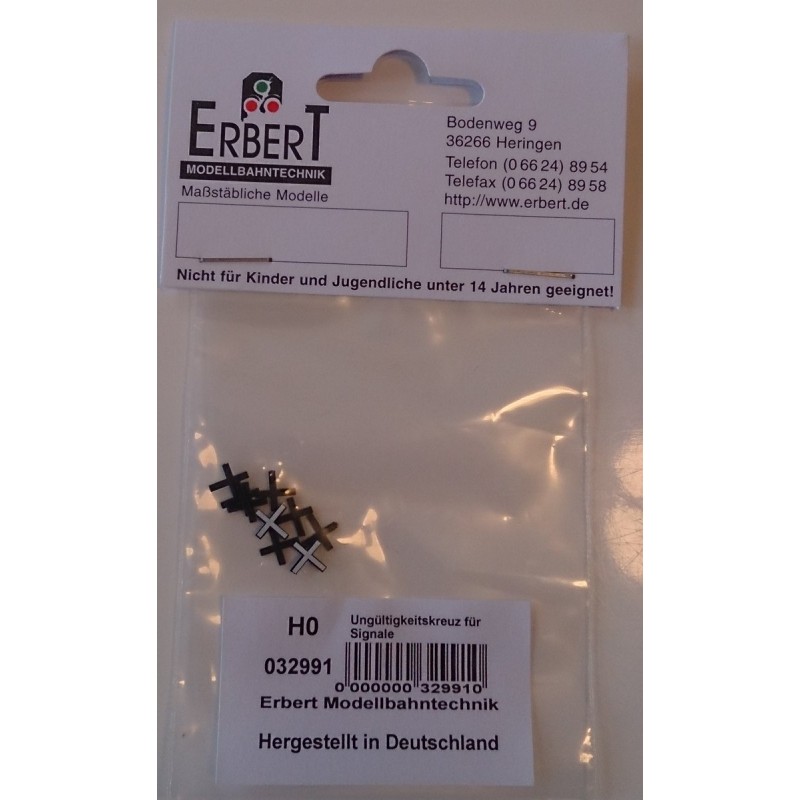 ERBERT
MODELLBAHNTECHNIK
Maßstäbliche Modelle
Bodenweg 9
36266 Heringen
Telefon (0 66 24) 89 54
Telefax (0 66 24) 89 58
http://www.erbert.de
Nicht für Kinder und Jugendliche unter 14 Jahren geeignet!
H0
Ungültigkeitskreuz für
Signale
032991
0 000000 329910
Erbert Modellbahntechnik
Hergestellt in Deutschland